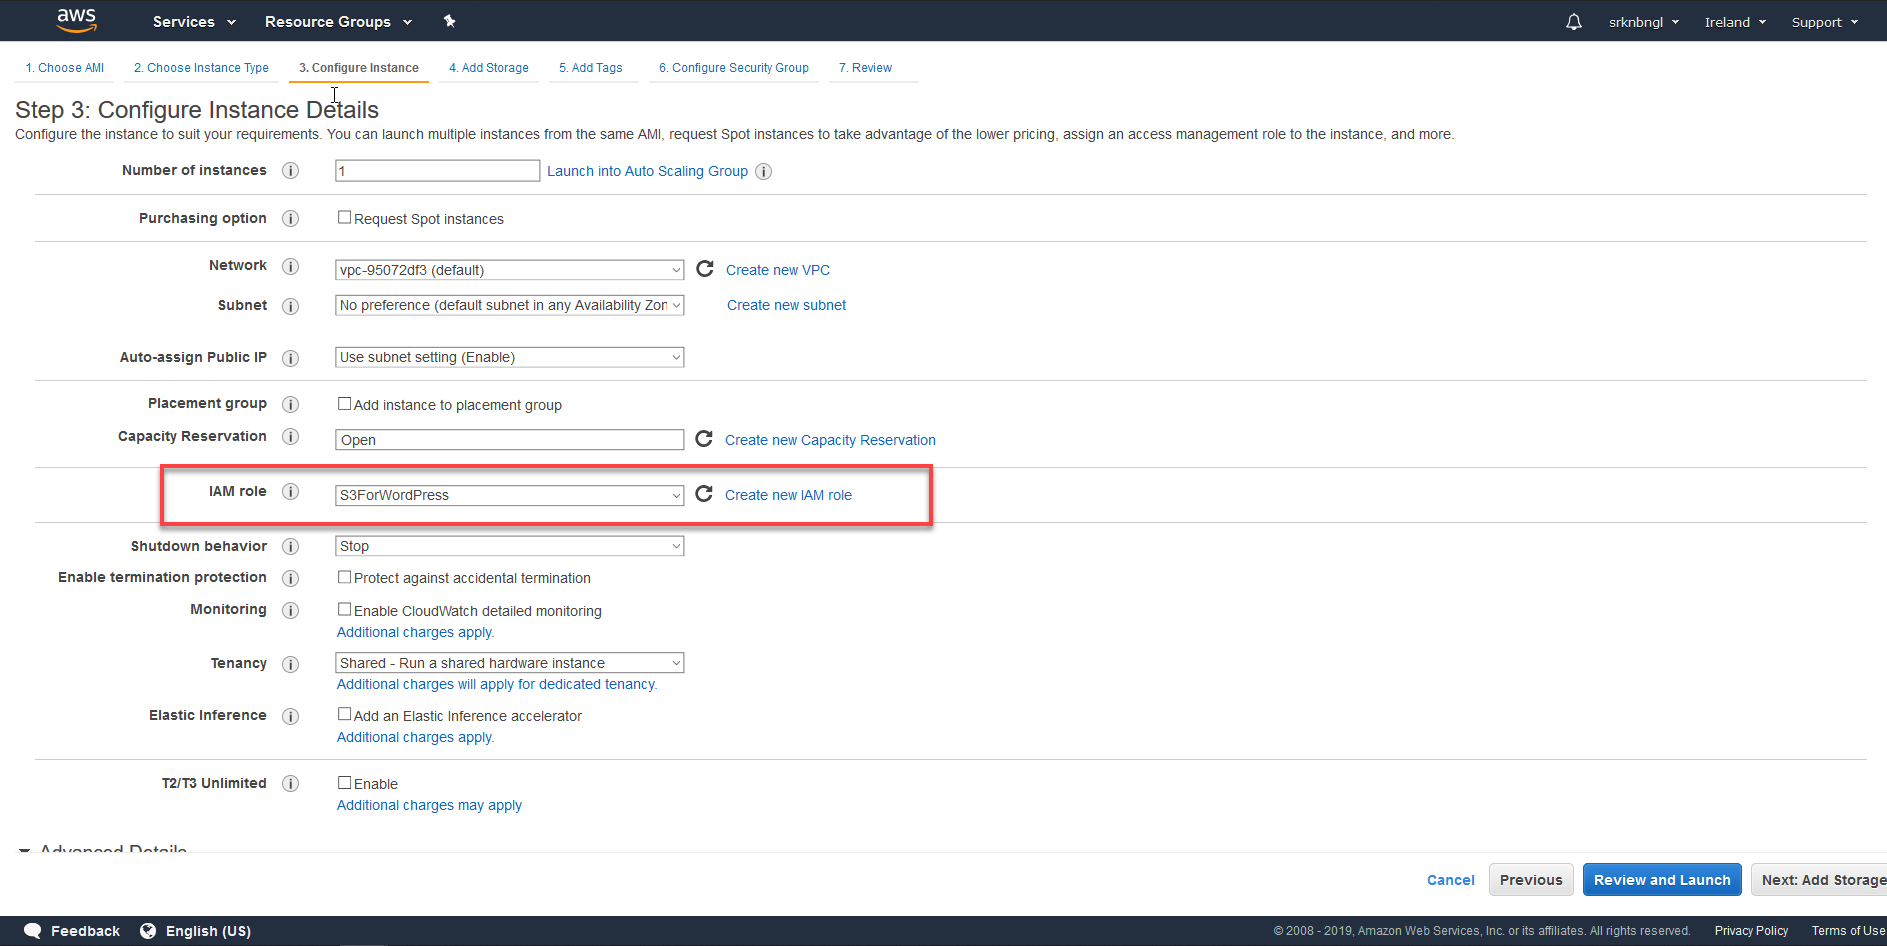 aws Services Resource Groups srknbngl Ireland Support
1. Choose AMI 2. Choose Instance Type 3. Configure Instance 4. Add Storage 5. Add Tags 6. Configure Security Group 7. Review
Step 3: Configure Instance Details
Configure the instance to suit your requirements. You can launch multiple instances from the same AMI, request Spot instances to take advantage of the lower pricing, assign an access management role to the instance, and more.
Number of instances 1 Launch into Auto Scaling Group
Purchasing option Request Spot instances
Network vpc-95072df3 (default) Create new VPC
Subnet No preference (default subnet in any Availability Zon Create new subnet
Auto-assign Public IP Use subnet setting (Enable)
Placement group Add instance to placement group
Capacity Reservation Open Create new Capacity Reservation
IAM role S3ForWordPress Create new IAM role
Shutdown behavior Stop
Enable termination protection Protect against accidental termination
Monitoring Enable CloudWatch detailed monitoring
Additional charges apply.
Tenancy Shared - Run a shared hardware instance
Additional charges will apply for dedicated tenancy.
Elastic Inference Add an Elastic Inference accelerator
Additional charges apply.
T2/T3 Unlimited Enable
Additional charges may apply
Advanced Details
Cancel Previous Review and Launch Next: Add Storage
Feedback English (US) © 2008 - 2019, Amazon Web Services, Inc. or its affiliates. All rights reserved. Privacy Policy Terms of Use